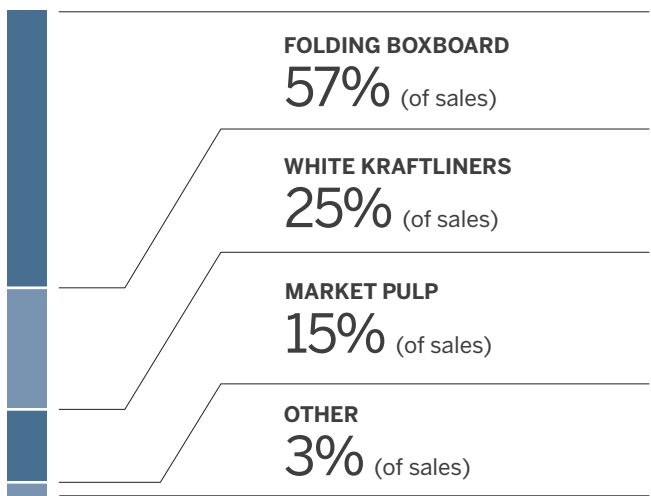 FOLDING BOXBOARD
57% (of sales)
WHITE KRAFTLINERS
25% (of sales)
MARKET PULP
15% (of sales)
OTHER
3% (of sales)